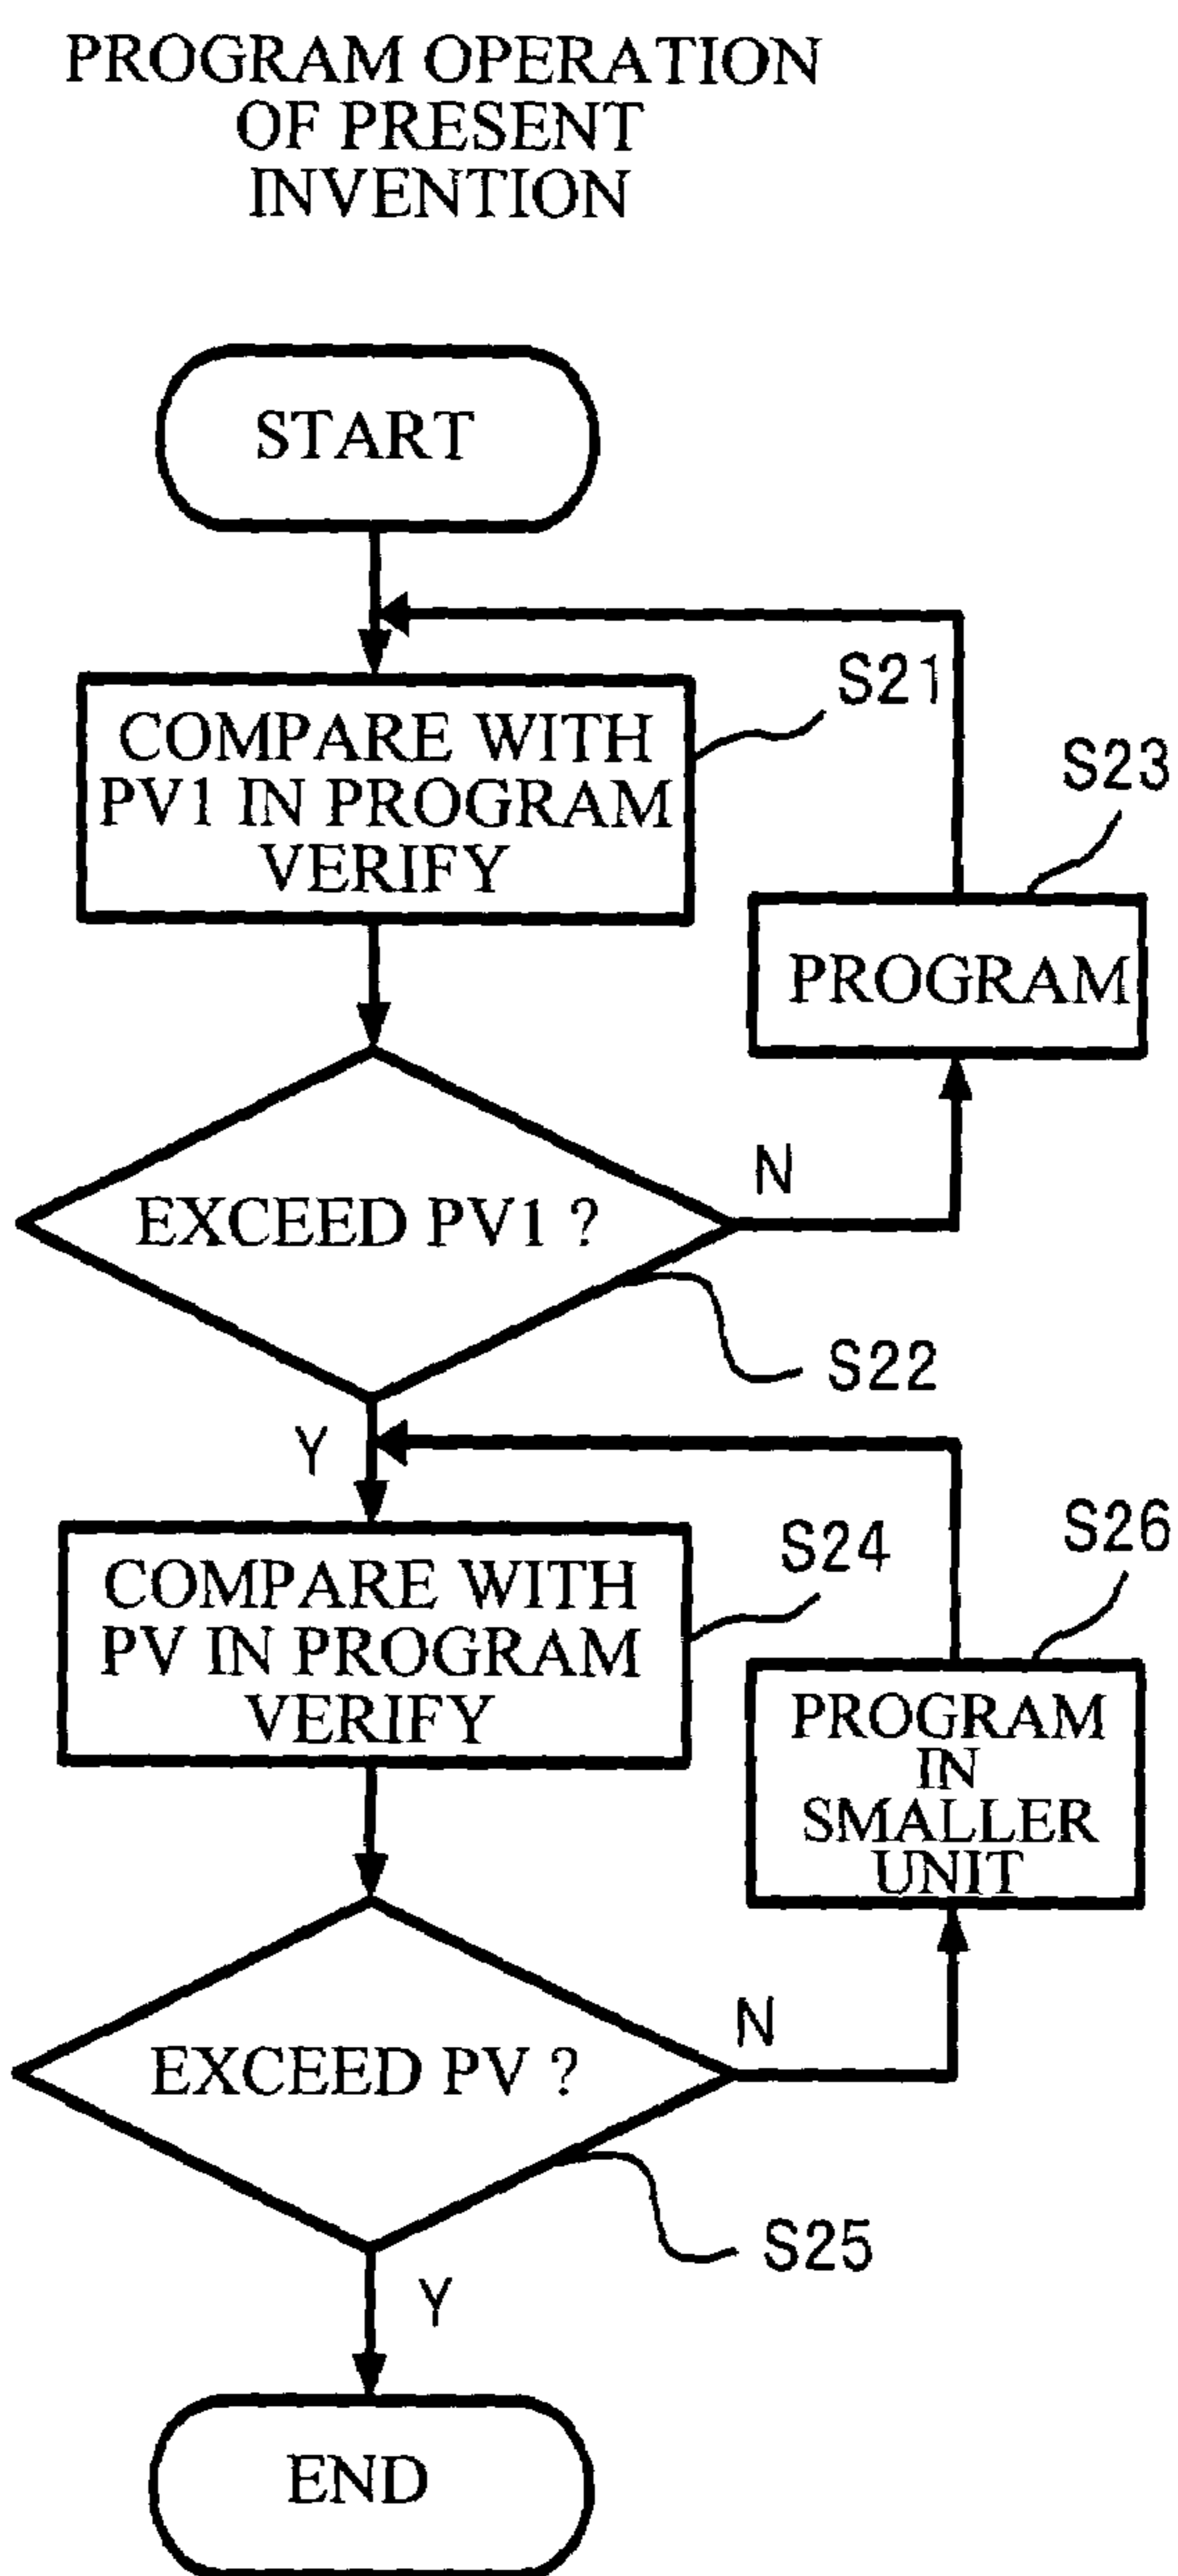 PROGRAM OPERATION
OF PRESENT
INVENTION
START
COMPARE WITH
PV1 IN PROGRAM
VERIFY
S21
S23
PROGRAM
EXCEED PV1 ?
N
S22
Y
COMPARE WITH
PV IN PROGRAM
VERIFY
S24
S26
PROGRAM
IN
SMALLER
UNIT
EXCEED PV ?
N
S25
Y
END